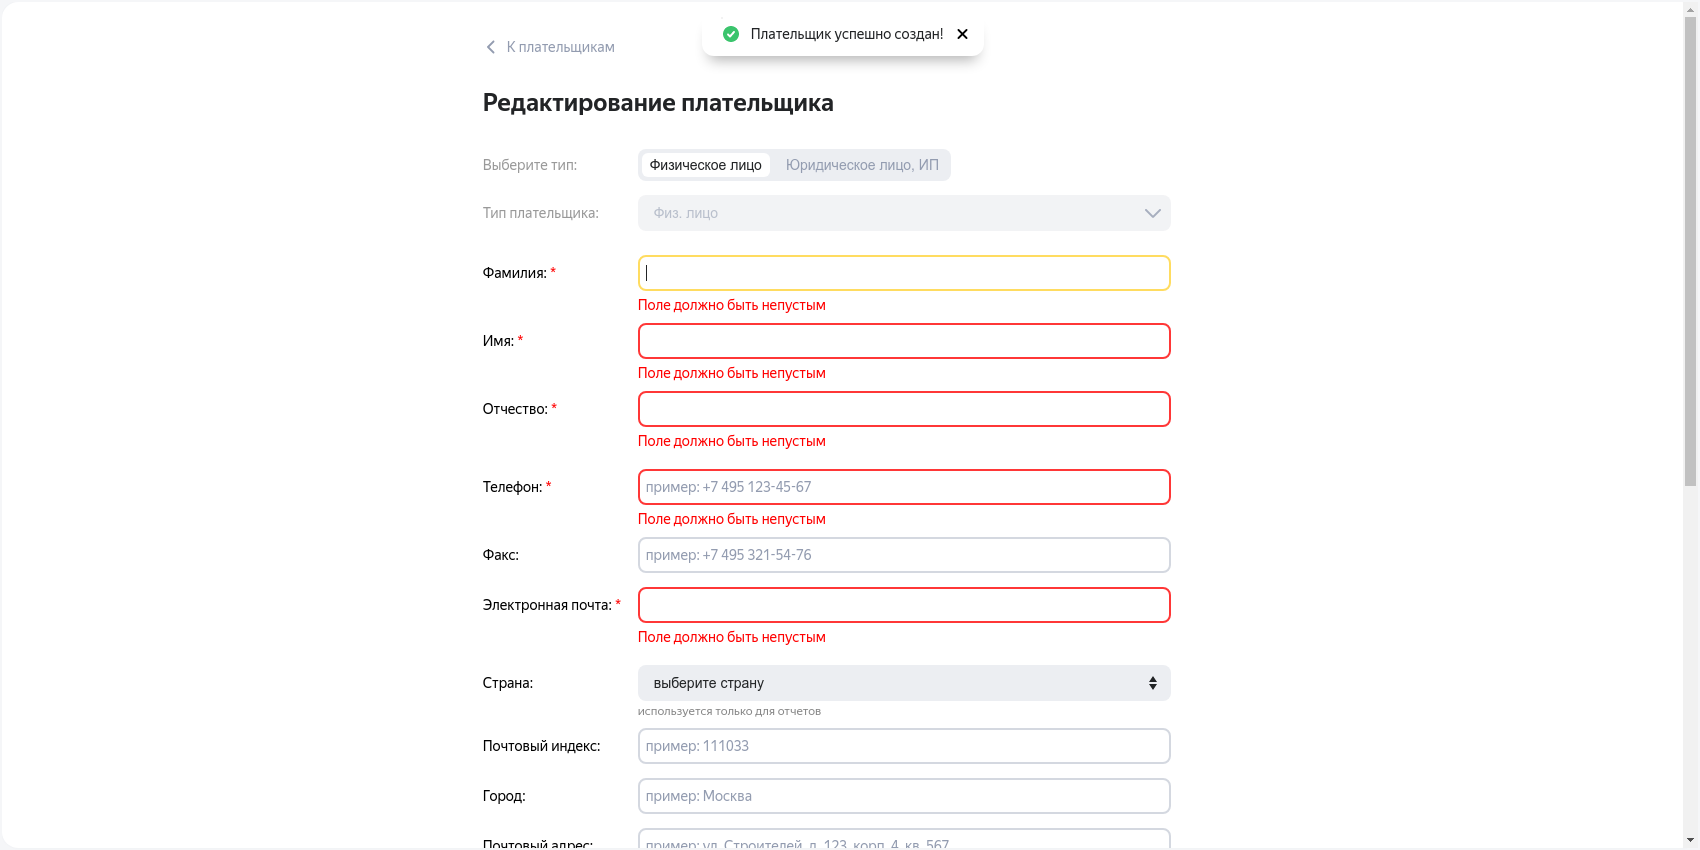 Плательщик успешно создан!
К плательщикам
Редактирование плательщика
Выберите тип: Физическое лицо Юридическое лицо, ИП
Тип плательщика: Физ. лицо
Фамилия: *
Поле должно быть непустым
Имя: *
Поле должно быть непустым
Отчество: *
Поле должно быть непустым
Телефон: * пример: +7 495 123-45-67
Поле должно быть непустым
Факс: пример: +7 495 321-54-76
Электронная почта: *
Поле должно быть непустым
Страна: выберите страну
используется только для отчетов
Почтовый индекс: пример: 111033
Город: пример: Москва
Почтовый адрес: пример: ул. Строителей, д. 123, корп. 4, кв. 567